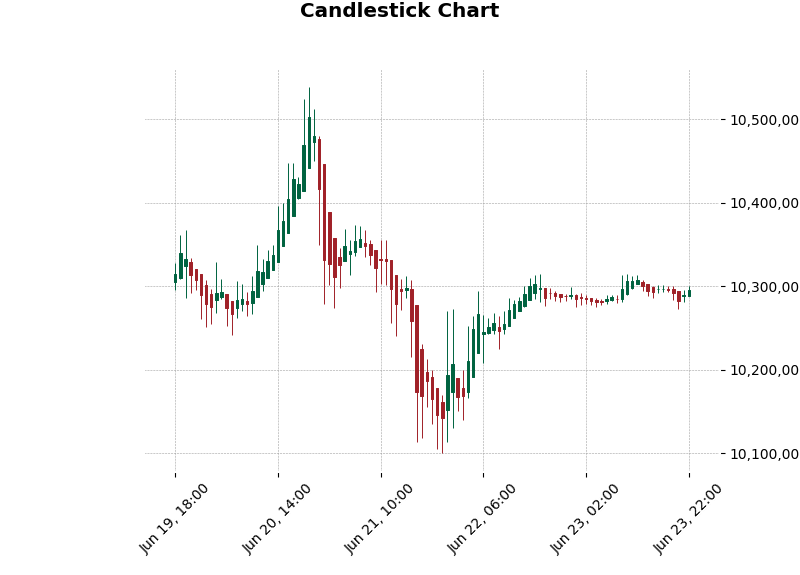 Candlestick Chart
10,500,00
10,400,00
10,300,00
10,200,00
10,100,00
Jun 19, 18:00
Jun 20, 14:00
Jun 21, 10:00
Jun 22, 06:00
Jun 23, 02:00
Jun 23, 22:00